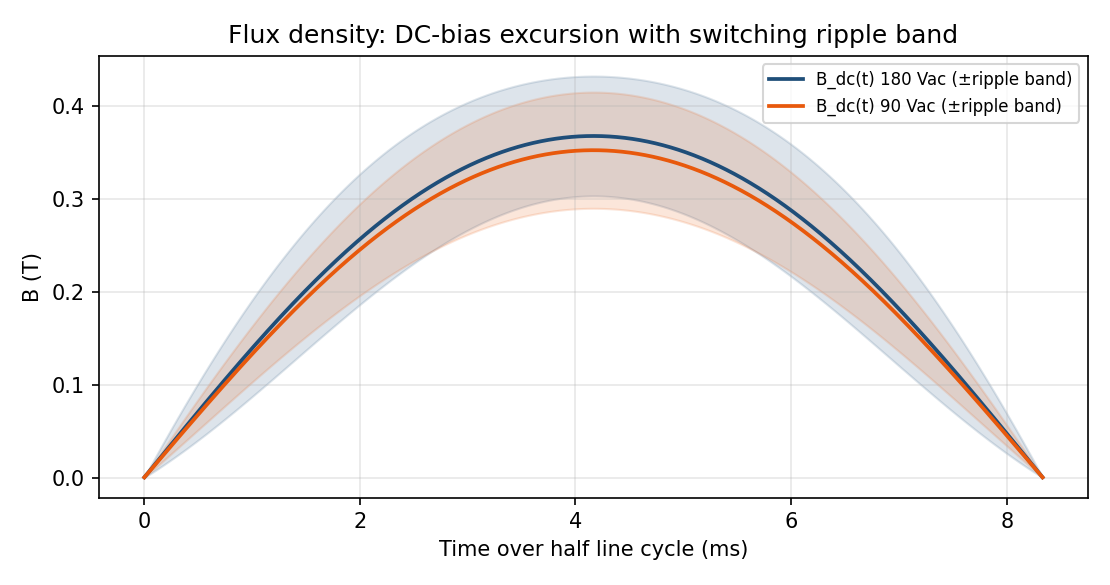 Flux density: DC-bias excursion with switching ripple band
B_dc(t) 180 Vac (±ripple band)
B_dc(t) 90 Vac (±ripple band)
B (T)
0.4
0.3
0.2
0.1
0.0
0 2 4 6 8
Time over half line cycle (ms)